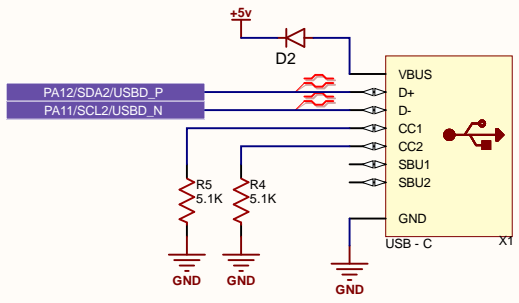 +5v
D2
VBUS
PA12/SDA2/USBD_P
D+
PA11/SCL2/USBD_N
D-
CC1
CC2
SBU1
SBU2
R5
5.1K
R4
5.1K
GND
USB - C
X1
GND
GND
GND